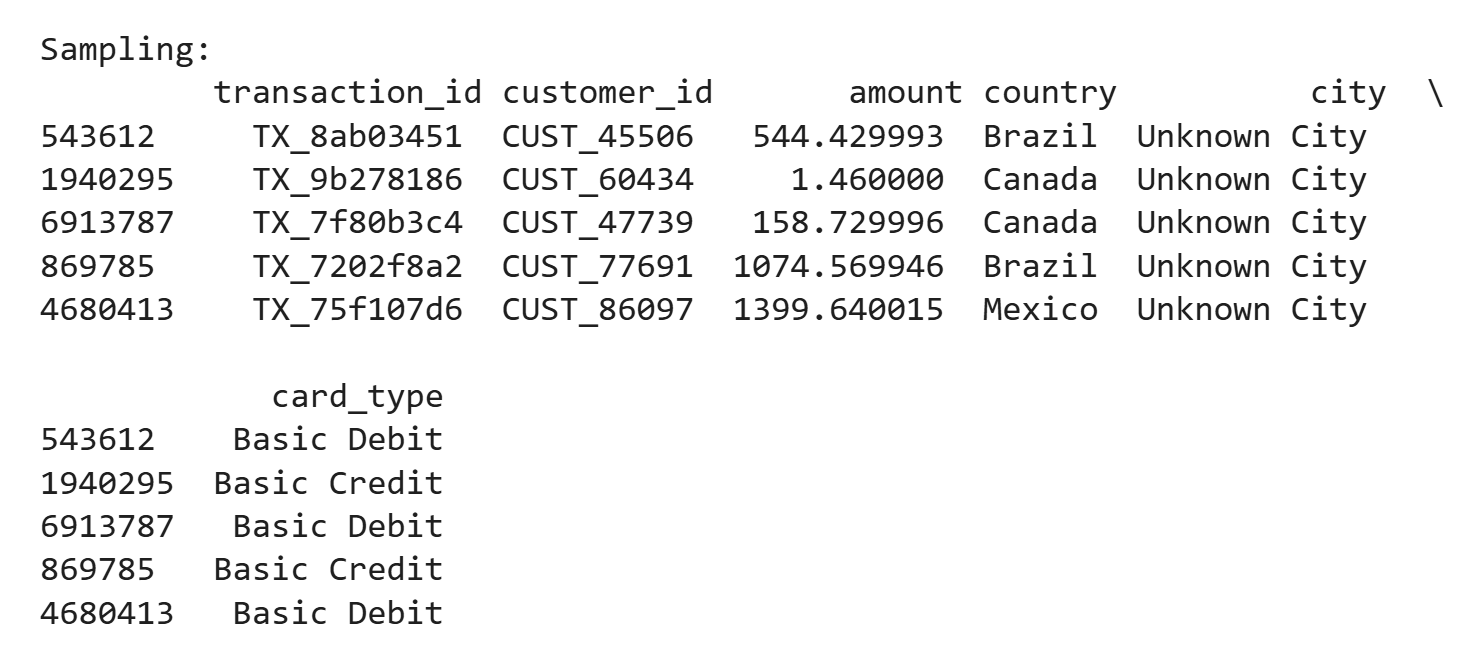 Sampling:
transaction_id customer_id amount country city \
543612 TX_8ab03451 CUST_45506 544.429993 Brazil Unknown City
1940295 TX_9b278186 CUST_60434 1.460000 Canada Unknown City
6913787 TX_7f80b3c4 CUST_47739 158.729996 Canada Unknown City
869785 TX_7202f8a2 CUST_77691 1074.569946 Brazil Unknown City
4680413 TX_75f107d6 CUST_86097 1399.640015 Mexico Unknown City
card_type
543612 Basic Debit
1940295 Basic Credit
6913787 Basic Debit
869785 Basic Credit
4680413 Basic Debit